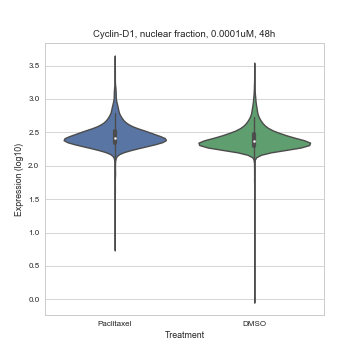 Cyclin-D1, nuclear fraction, 0.0001uM, 48h
3.5
3.0
2.5
2.0
1.5
1.0
0.5
0.0
Expression (log10)
Paclitaxel DMSO
Treatment